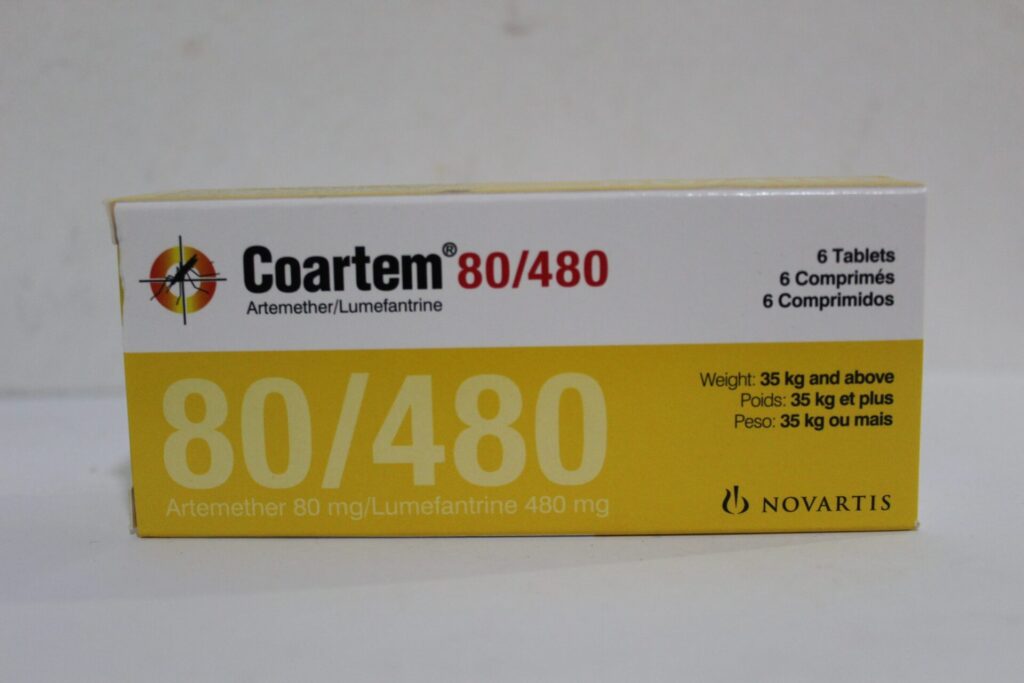 Coartem® 80/480
Artemether/Lumefantrine
6 Tablets
6 Comprimés
6 Comprimidos
80/480
Artemether 80 mg/Lumefantrine 480 mg
Weight: 35 kg and above
Poids: 35 kg et plus
Peso: 35 kg ou mais
NOVARTIS